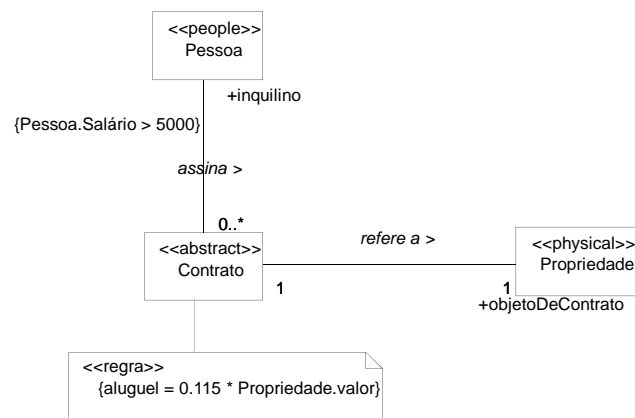 <<people>>
Pessoa
+inquilino
{Pessoa.Salário > 5000}
assina >
0..*
<<abstract>>
Contrato
refere a >
1
1
<<physical>>
Propriedade
+objetoDeContrato
<<regra>>
{aluguel = 0.115 * Propriedade.valor}